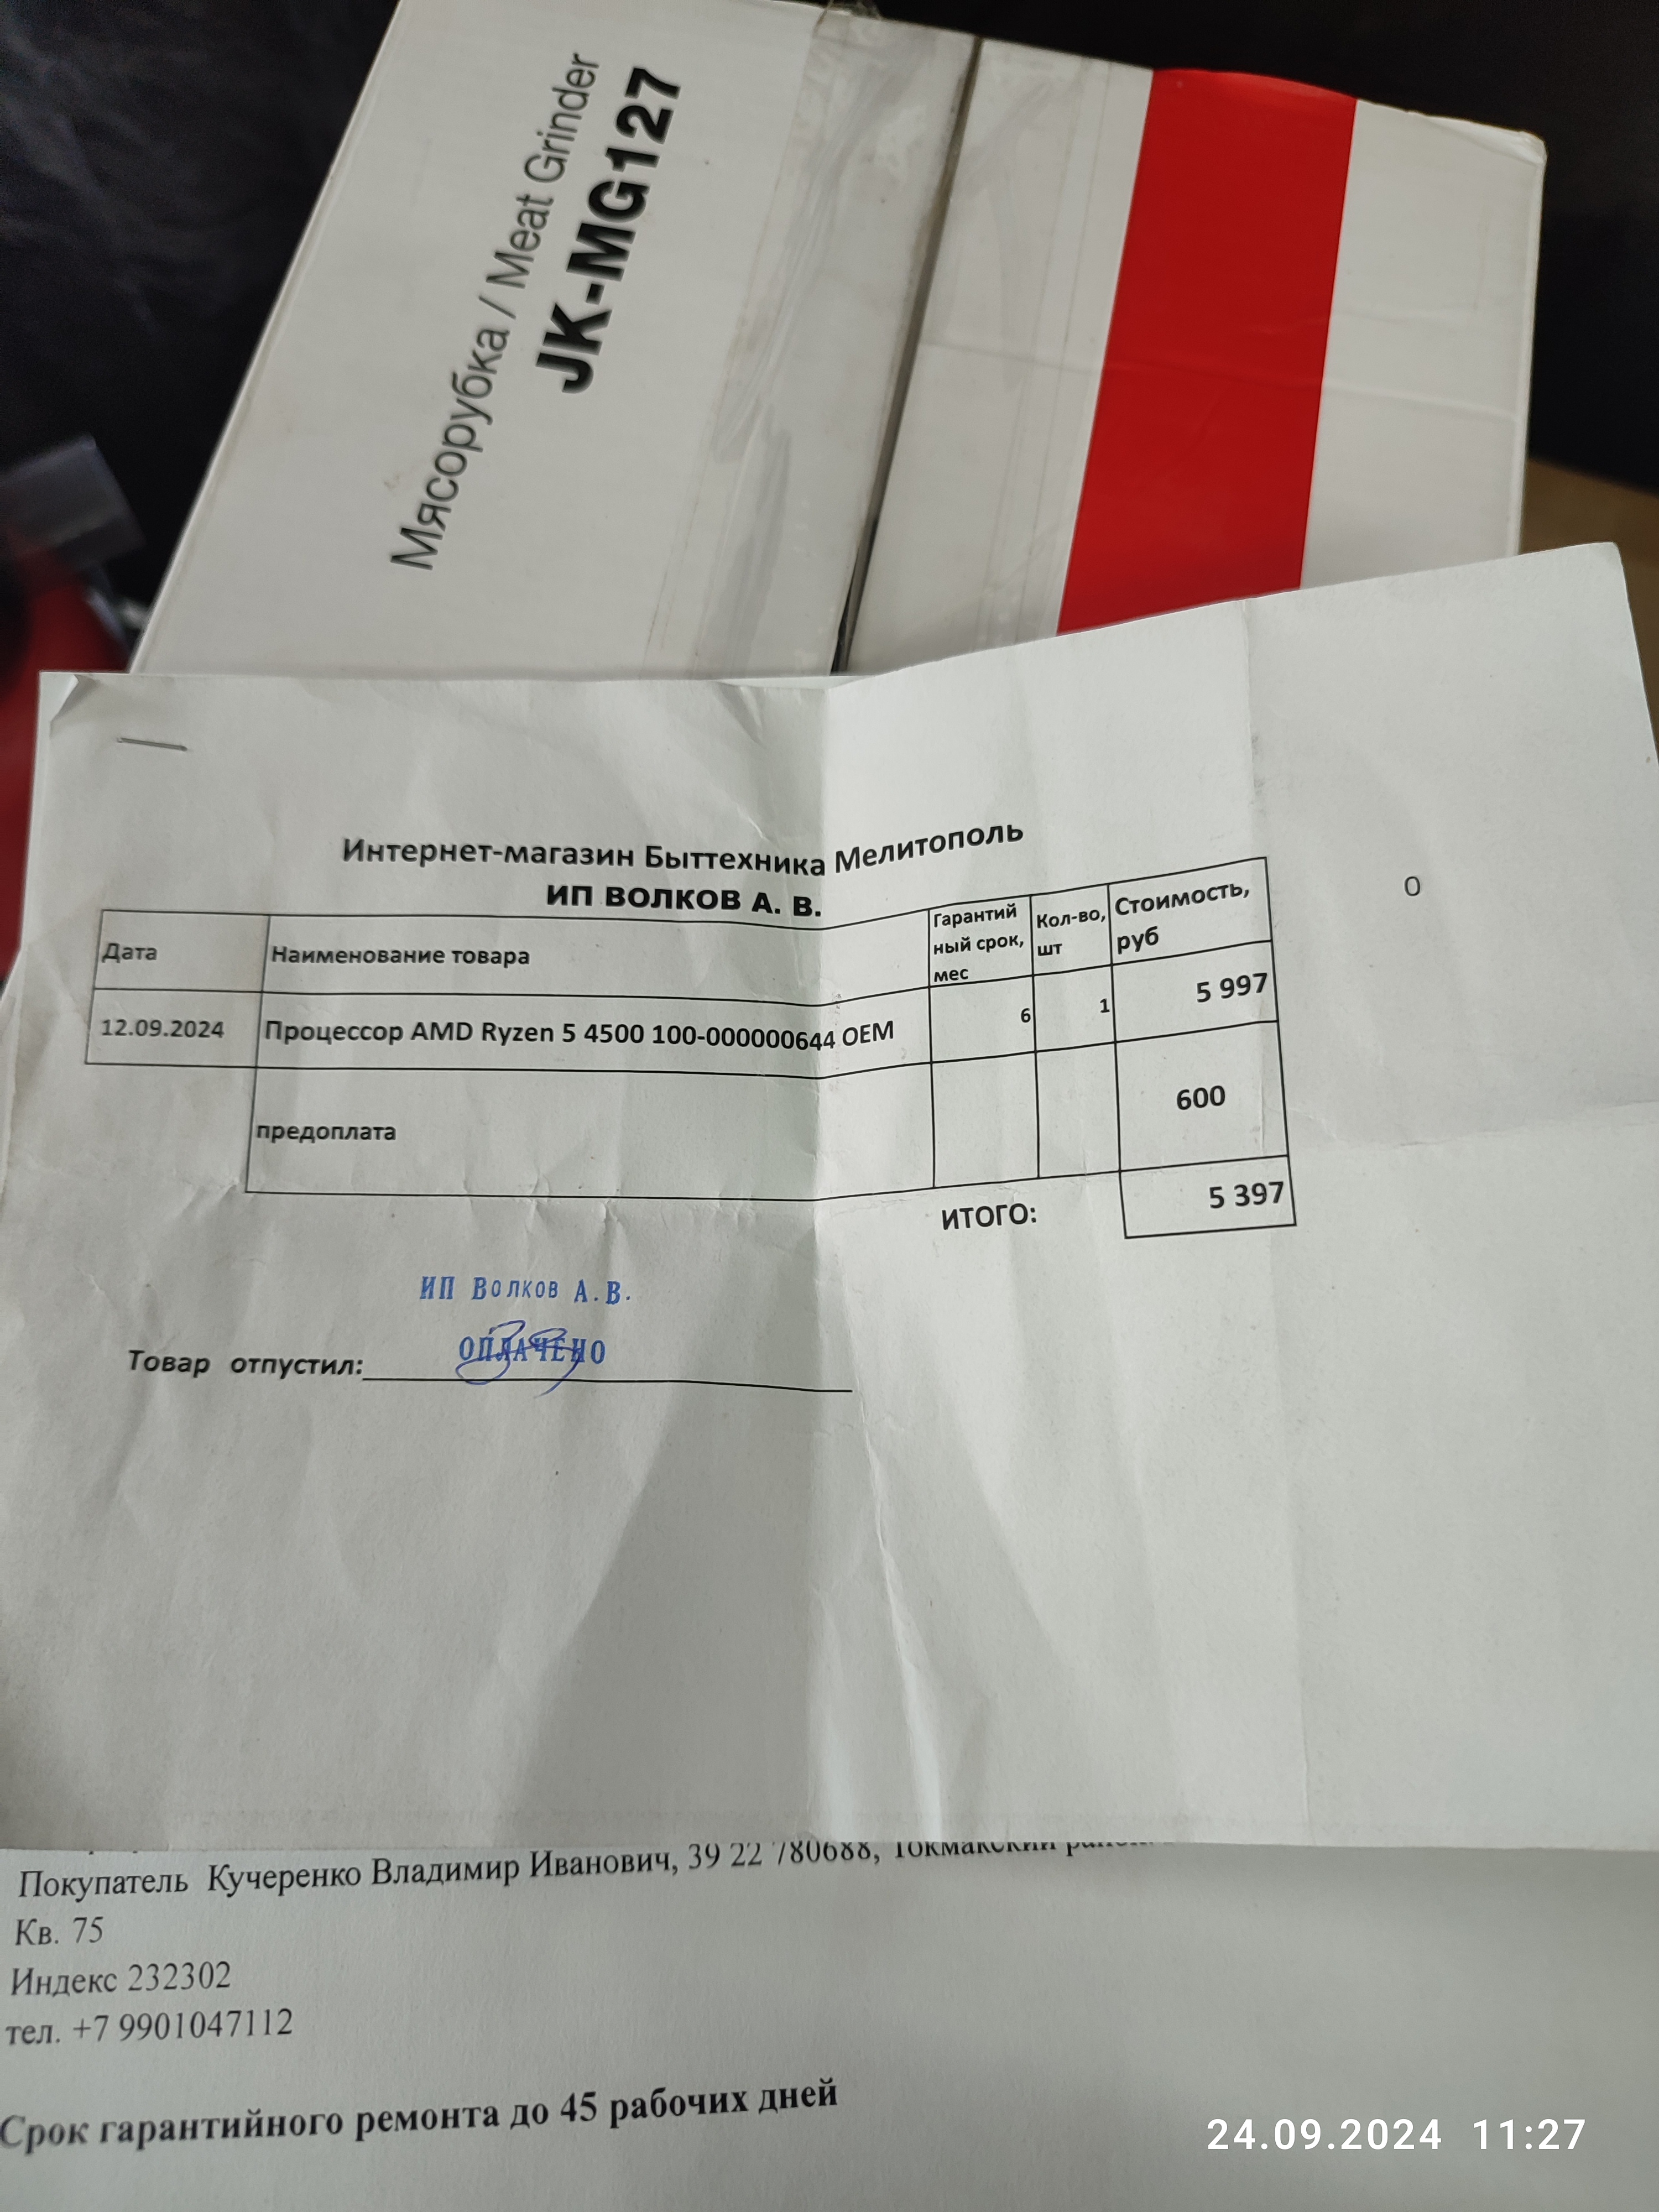 Мясорубка / Meat Grinder
JK-MG127
Интернет-магазин Быттехника Мелитополь
ИП ВОЛКОВ А. В.
Дата Наименование товара Гарантий ный срок, мес Кол-во, шт Стоимость, руб
0
12.09.2024 Процессор AMD Ryzen 5 4500 100-000000644 OEM 6 1 5 997
предоплата 600
ИТОГО: 5 397
ИП Волков А.В.
ОПЛАЧЕНО
Товар отпустил:
Покупатель Кучеренко Владимир Иванович, 39 22 780688, Токмакский
Кв. 75
Индекс 232302
тел. +7 9901047112
Срок гарантийного ремонта до 45 рабочих дней
24.09.2024 11:27